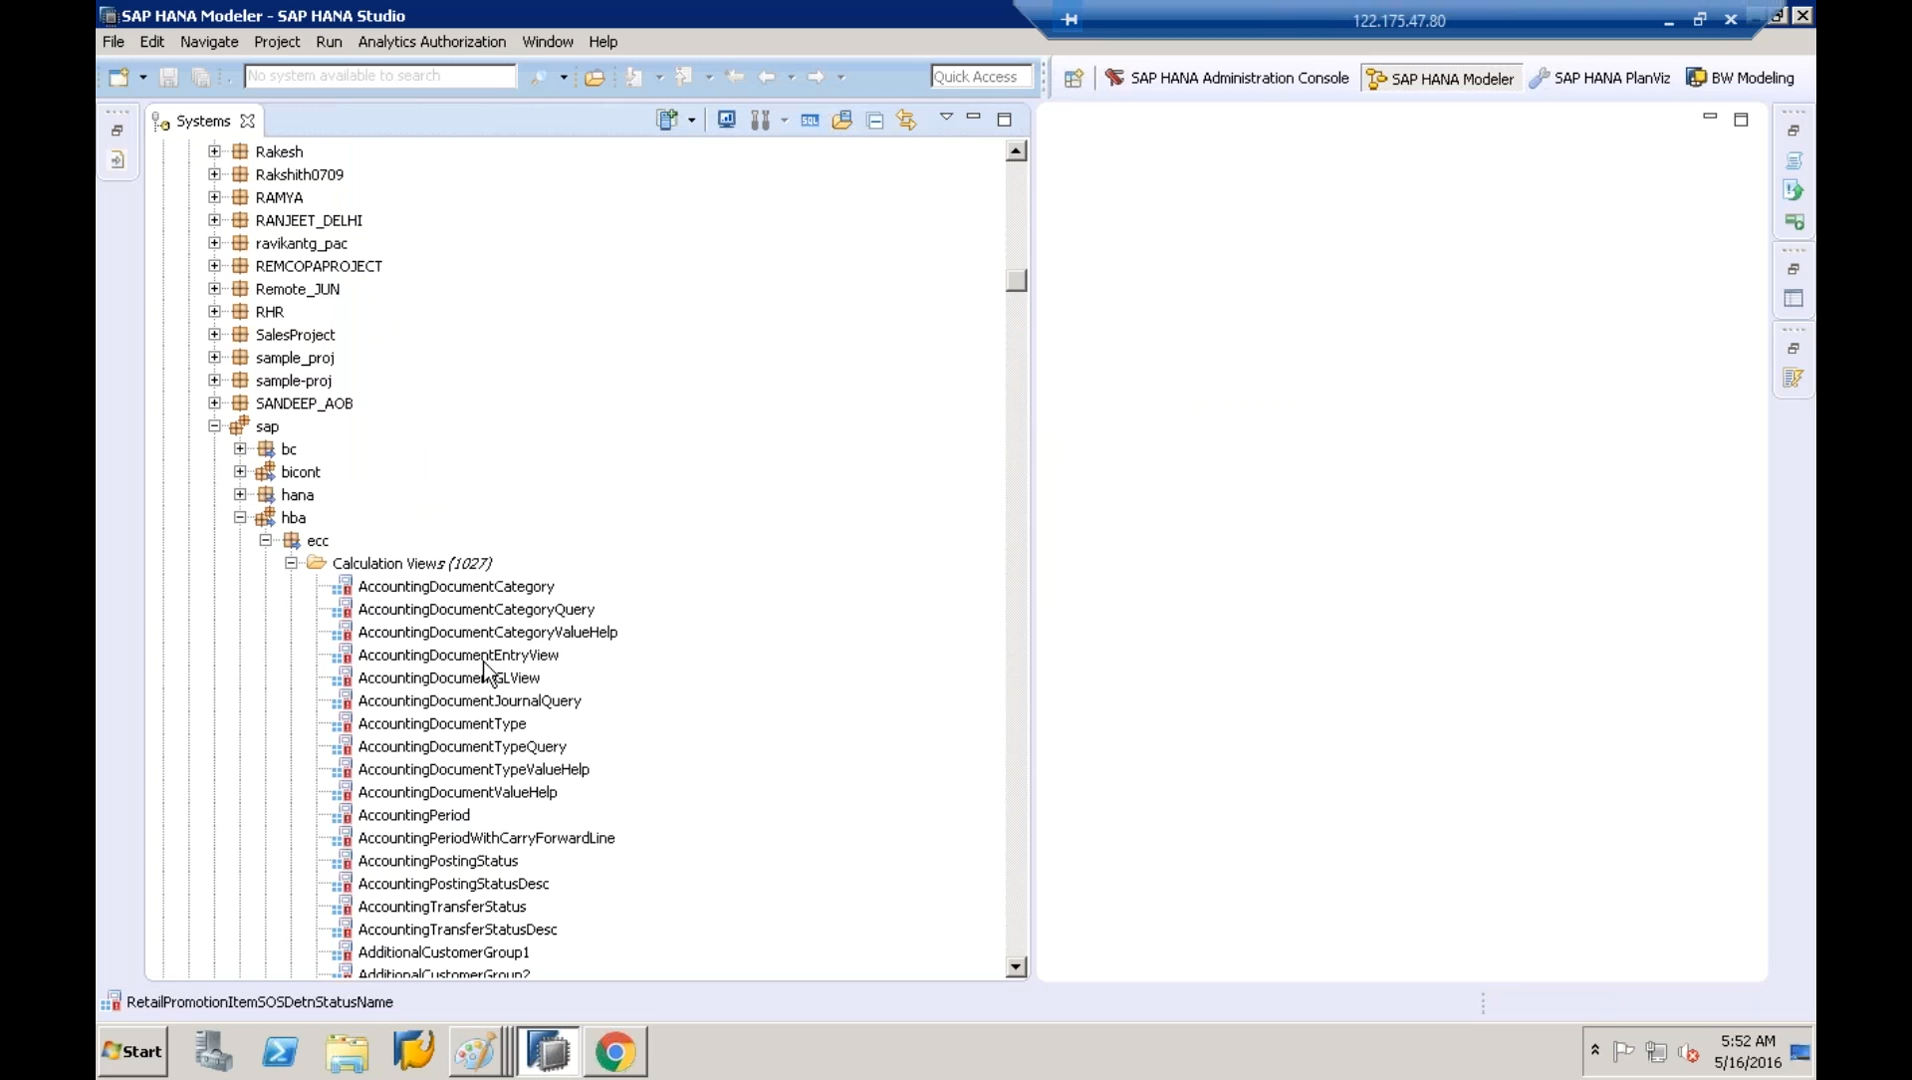 SAP HANA Modeler - SAP HANA Studio
122.175.47.80
File Edit Navigate Project Run Analytics Authorization Window Help
No system available to search
Quick Access
SAP HANA Administration Console
SAP HANA Modeler
SAP HANA PlanViz
BW Modeling
Systems
SQL
Rakesh
Rakshith0709
RAMYA
RANJEET_DELHI
ravikantg_pac
REMCOPAPROJECT
Remote_JUN
RHR
SalesProject
sample_proj
sample-proj
SANDEEP_AOB
sap
bc
bicont
hana
hba
ecc
Calculation Views (1027)
AccountingDocumentCategory
AccountingDocumentCategoryQuery
AccountingDocumentCategoryValueHelp
AccountingDocumentEntryView
AccountingDocumentGLView
AccountingDocumentJournalQuery
AccountingDocumentType
AccountingDocumentTypeQuery
AccountingDocumentTypeValueHelp
AccountingDocumentValueHelp
AccountingPeriod
AccountingPeriodWithCarryForwardLine
AccountingPostingStatus
AccountingPostingStatusDesc
AccountingTransferStatus
AccountingTransferStatusDesc
AdditionalCustomerGroup1
AdditionalCustomerGroup2
RetailPromotionItemSOSDetnStatusName
Start
5:52 AM
5/16/2016